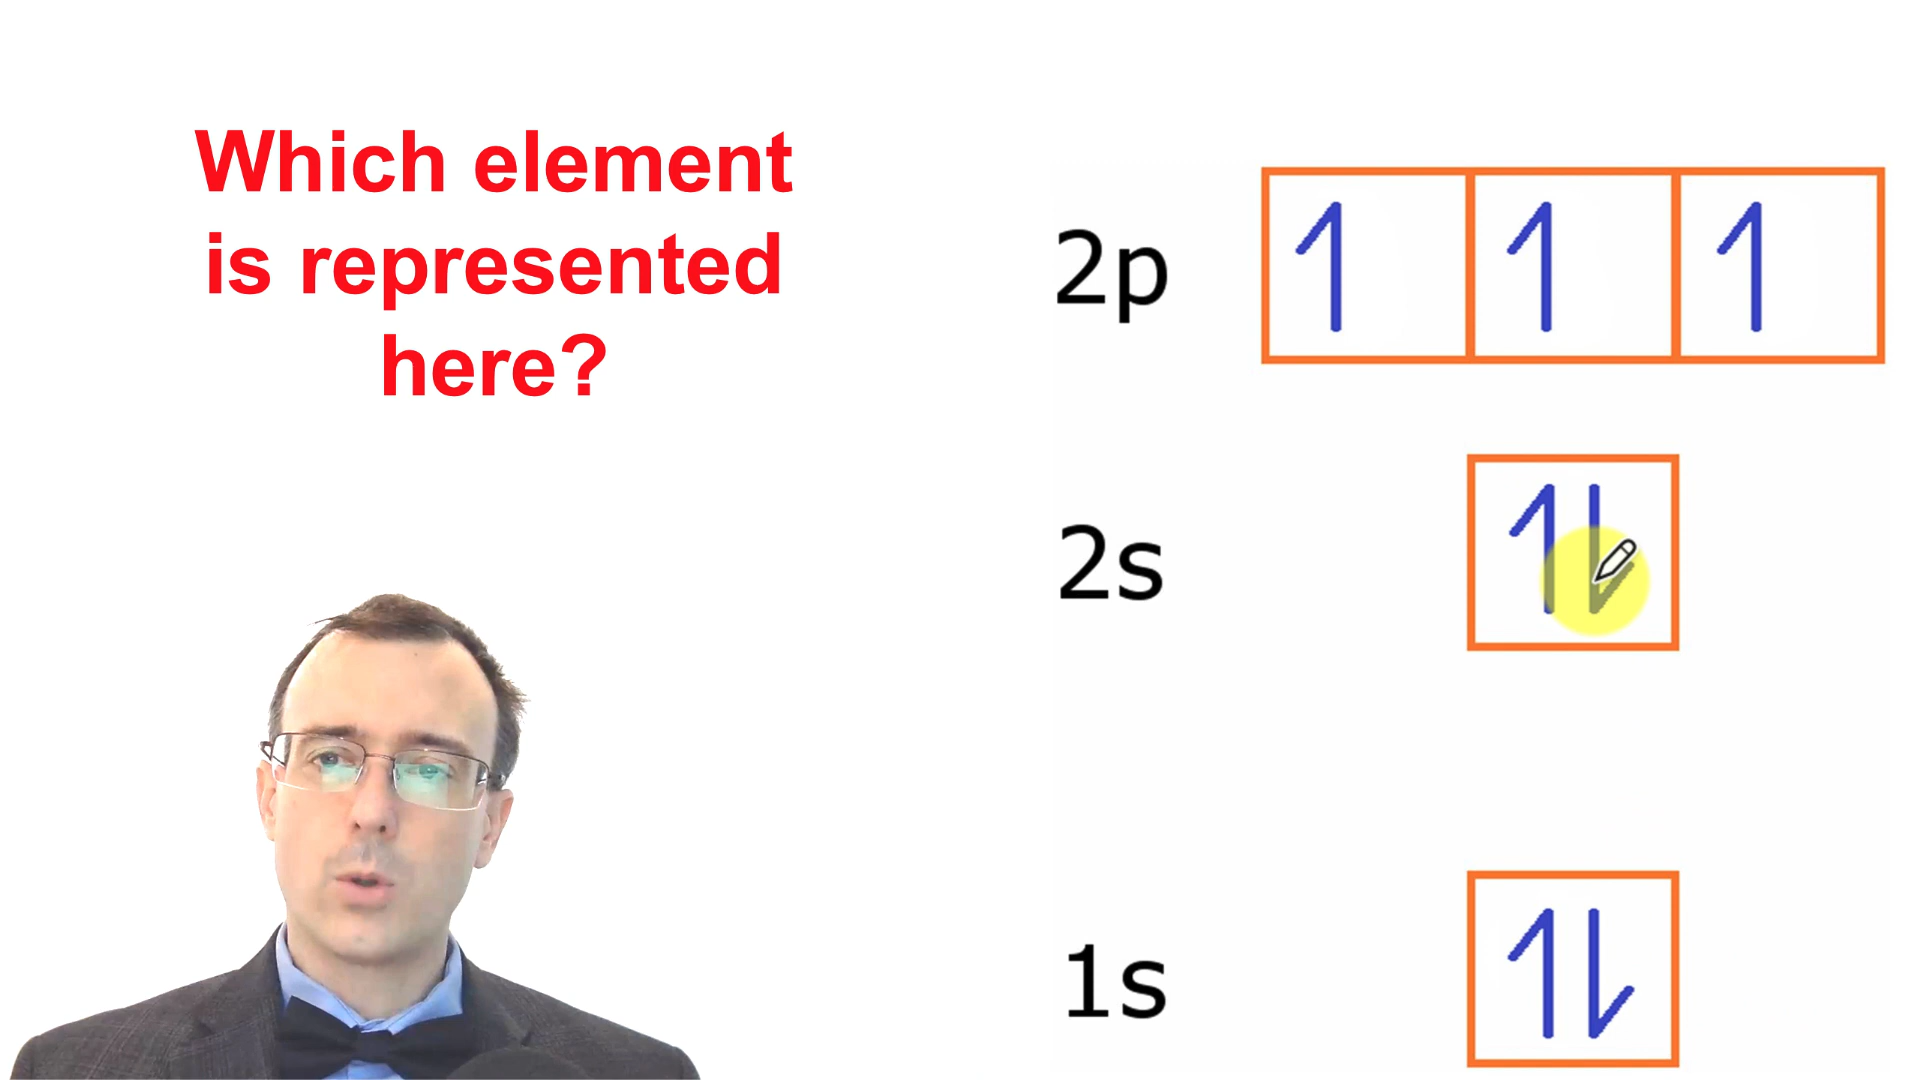 Which element
is represented
here?
2p
2s
1s